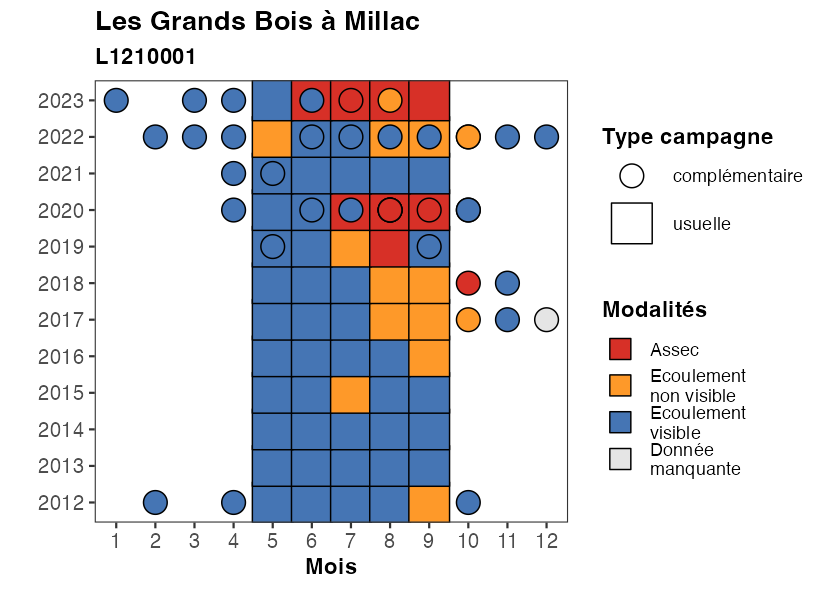 Les Grands Bois à Millac
L1210001
2023
2022
2021
2020
2019
2018
2017
2016
2015
2014
2013
2012
1 2 3 4 5 6 7 8 9 10 11 12
Mois
Type campagne
complémentaire
usuelle
Modalités
Assec
Ecoulement
non visible
Ecoulement
visible
Donnée
manquante